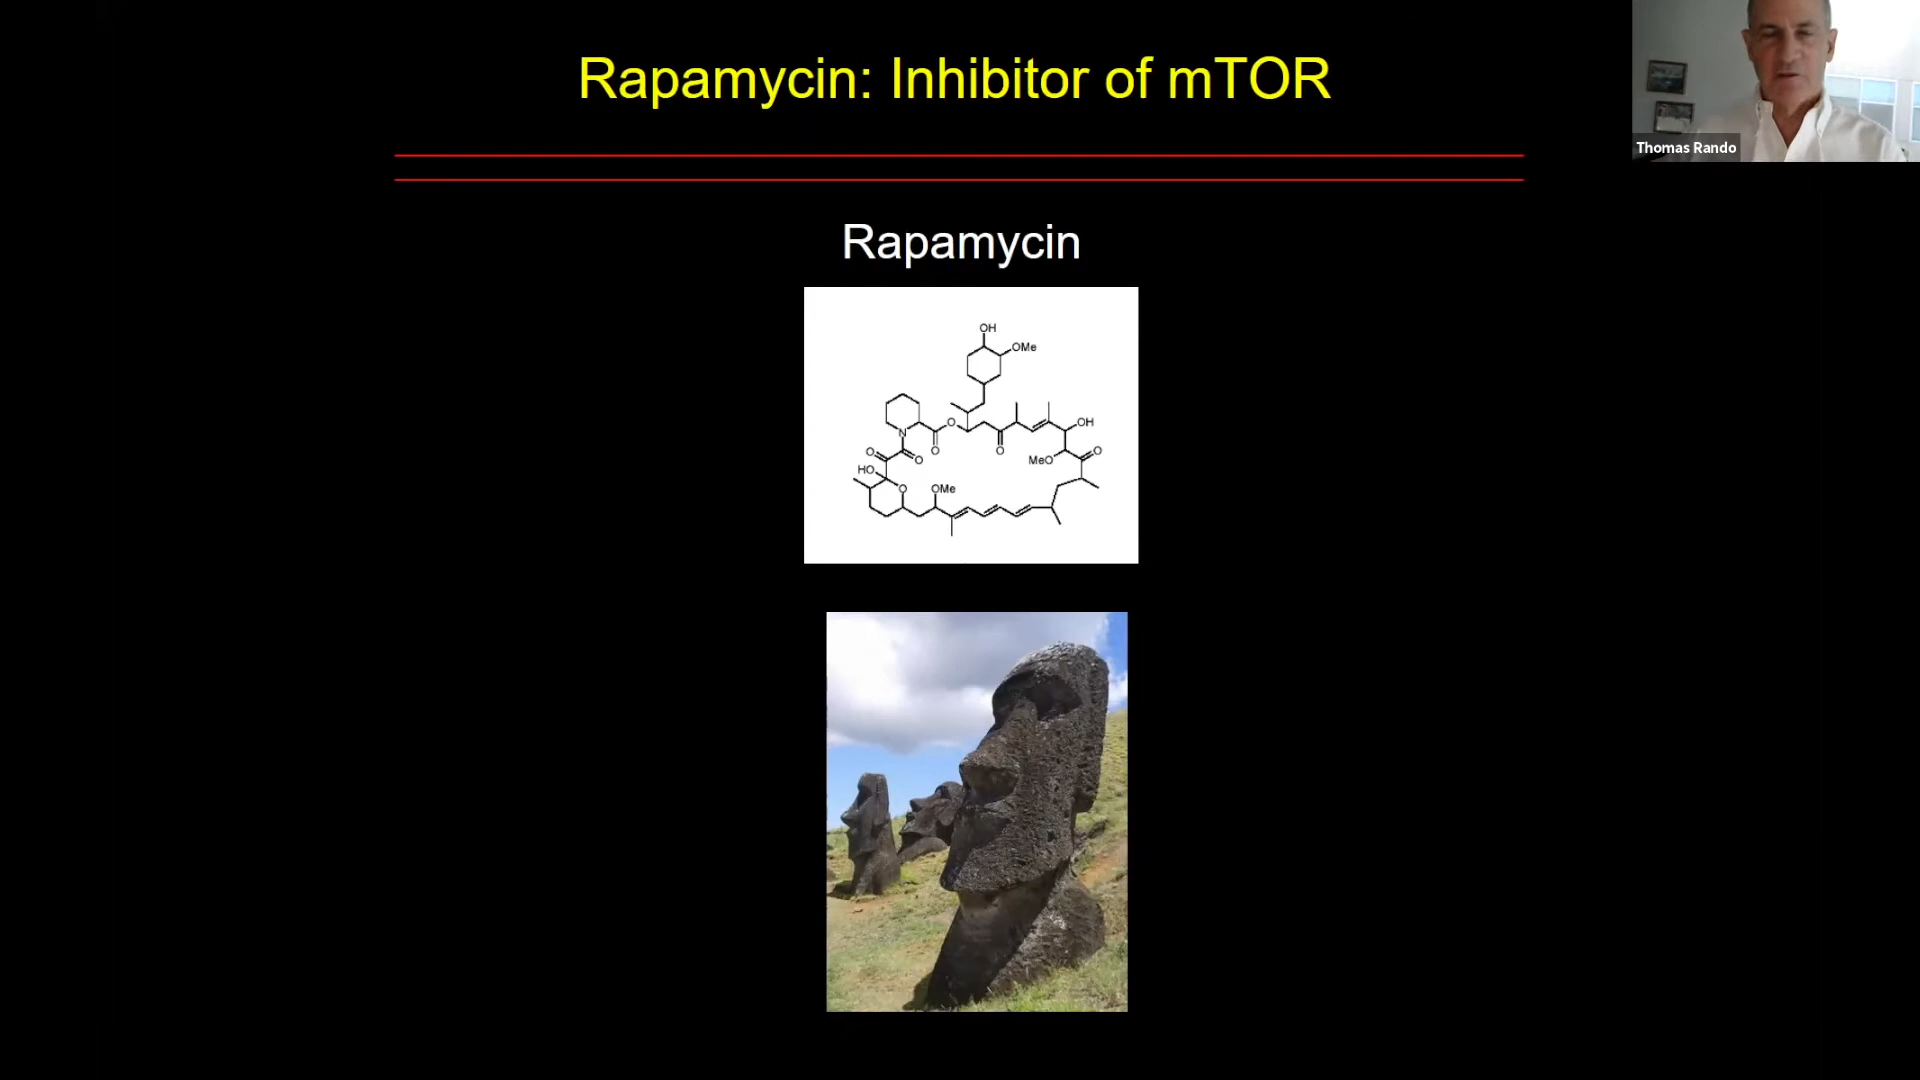 Rapamycin: Inhibitor of mTOR
Thomas Rando
Rapamycin
OH
OMe
N
O
O
O
OH
O
O
O
MeO
O
HO
O
OMe